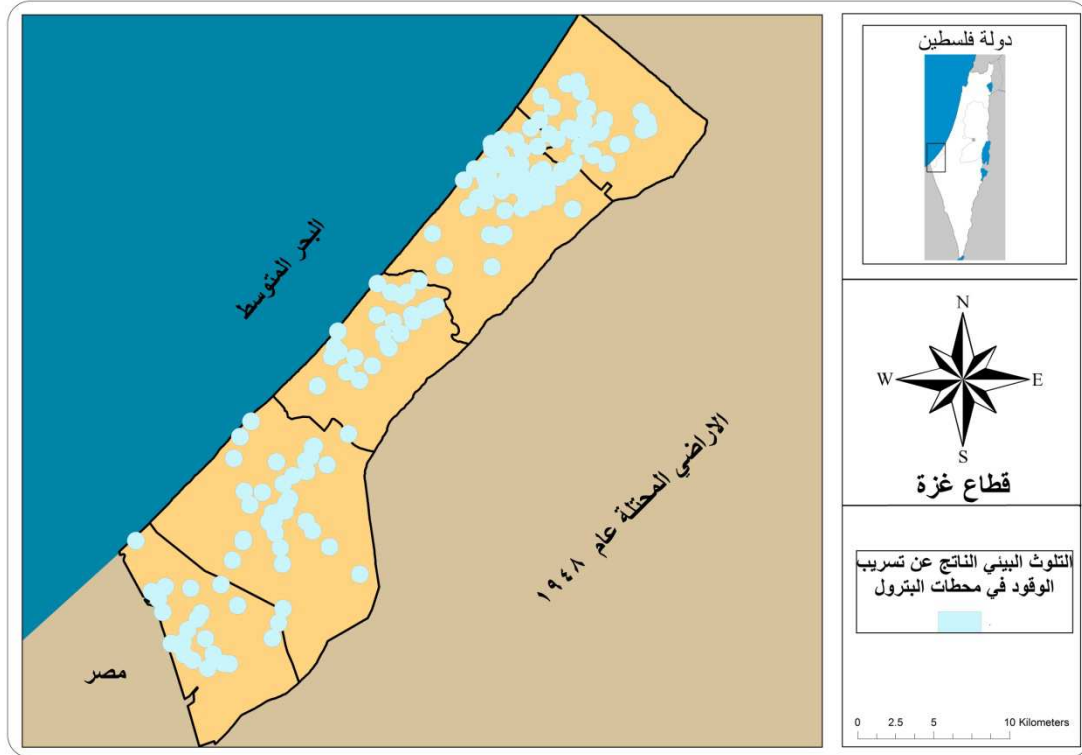 البحر المتوسط
الاراضي المحتلة عام ١٩٤٨
مصر
دولة فلسطين
N
W E
S
قطاع غزة
التلوث البيئي الناتج عن تسريب
الوقود في محطات البترول
0 2.5 5 10 Kilometers